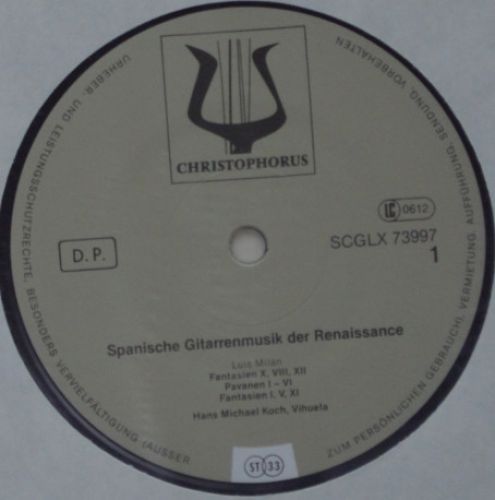 URHEBER- UND LEISTUNGSSCHUTZRECHTE, BESONDERS VERVIELFÄLTIGUNG (AUSSER ZUM PERSÖNLICHEN GEBRAUCH), VERMIETUNG, AUFFÜHRUNG, SENDUNG, VORBEHALTEN
CHRISTOPHORUS
LC 0612
D. P.
SCGLX 73997
1
Spanische Gitarrenmusik der Renaissance
Luis Milán
Fantasien X, VIII, XII
Pavanen I – VI
Fantasien I, V, XI
Hans Michael Koch, Vihuela
ST 33